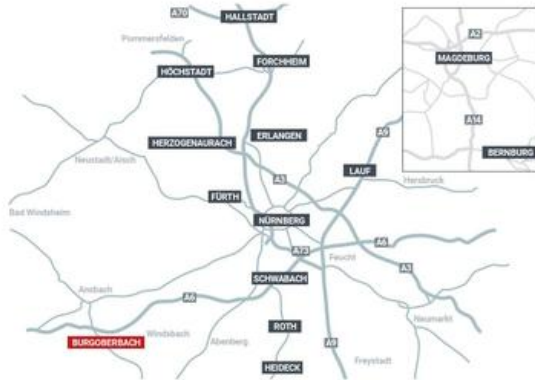 A70
HALLSTADT
Pommersfelden
FORCHHEIM
HÖCHSTADT
A2
MAGDEBURG
A14
BERNBURG
A9
ERLANGEN
HERZOGENAURACH
Neustadt/Aisch
A3
LAUF
Hersbruck
FÜRTH
Bad Windsheim
NÜRNBERG
A6
A73
Feucht
A3
SCHWABACH
Ansbach
A6
Neumarkt
ROTH
Windsbach
Abenberg
BURGOBERBACH
A9
Freystadt
HEIDECK